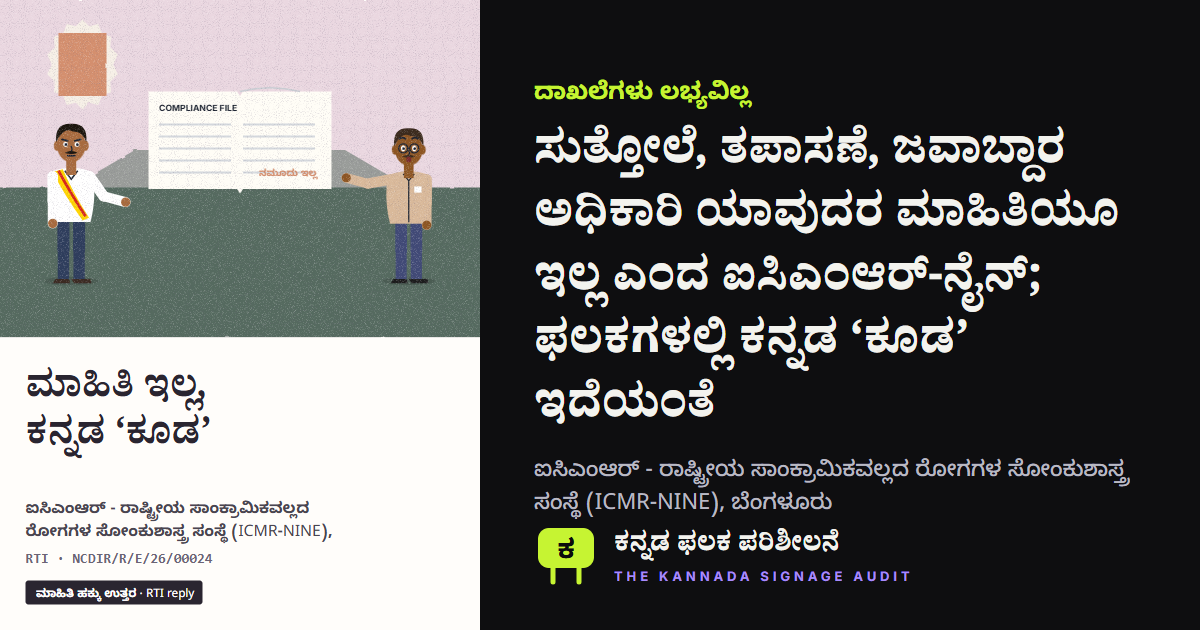 COMPLIANCE FILE
ನಮೂದು ಇಲ್ಲ
ಮಾಹಿತಿ ಇಲ್ಲ,
ಕನ್ನಡ ‘ಕೂಡ’
ಐಸಿಎಂಆರ್ - ರಾಷ್ಟ್ರೀಯ ಸಾಂಕ್ರಾಮಿಕವಲ್ಲದ
ರೋಗಗಳ ಸೋಂಕುಶಾಸ್ತ್ರ ಸಂಸ್ಥೆ (ICMR-NINE),
RTI · NCDIR/R/E/26/00024
ಮಾಹಿತಿ ಹಕ್ಕು ಉತ್ತರ · RTI reply
ದಾಖಲೆಗಳು ಲಭ್ಯವಿಲ್ಲ
ಸುತ್ತೋಲೆ, ತಪಾಸಣೆ, ಜವಾಬ್ದಾರ
ಅಧಿಕಾರಿ ಯಾವುದರ ಮಾಹಿತಿಯೂ
ಇಲ್ಲ ಎಂದ ಐಸಿಎಂಆರ್-ನೈನ್;
ಫಲಕಗಳಲ್ಲಿ ಕನ್ನಡ ‘ಕೂಡ’
ಇದೆಯಂತೆ
ಐಸಿಎಂಆರ್ - ರಾಷ್ಟ್ರೀಯ ಸಾಂಕ್ರಾಮಿಕವಲ್ಲದ ರೋಗಗಳ ಸೋಂಕುಶಾಸ್ತ್ರ
ಸಂಸ್ಥೆ (ICMR-NINE), ಬೆಂಗಳೂರು
ಕ
ಕನ್ನಡ ಫಲಕ ಪರಿಶೀಲನೆ
THE KANNADA SIGNAGE AUDIT